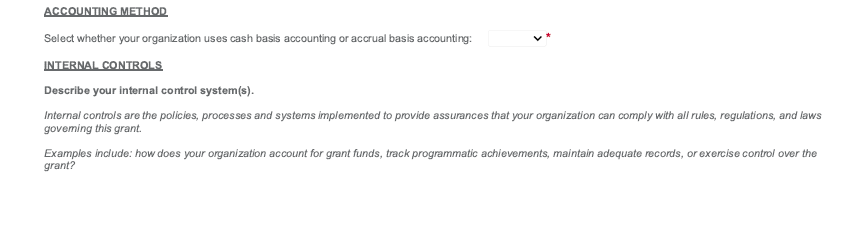 ACCOUNTING METHOD
Select whether your organization uses cash basis accounting or accrual basis accounting: *
INTERNAL CONTROLS
Describe your internal control system(s).
Internal controls are the policies, processes and systems implemented to provide assurances that your organization can comply with all rules, regulations, and laws
governing this grant.
Examples include: how does your organization account for grant funds, track programmatic achievements, maintain adequate records, or exercise control over the
grant?